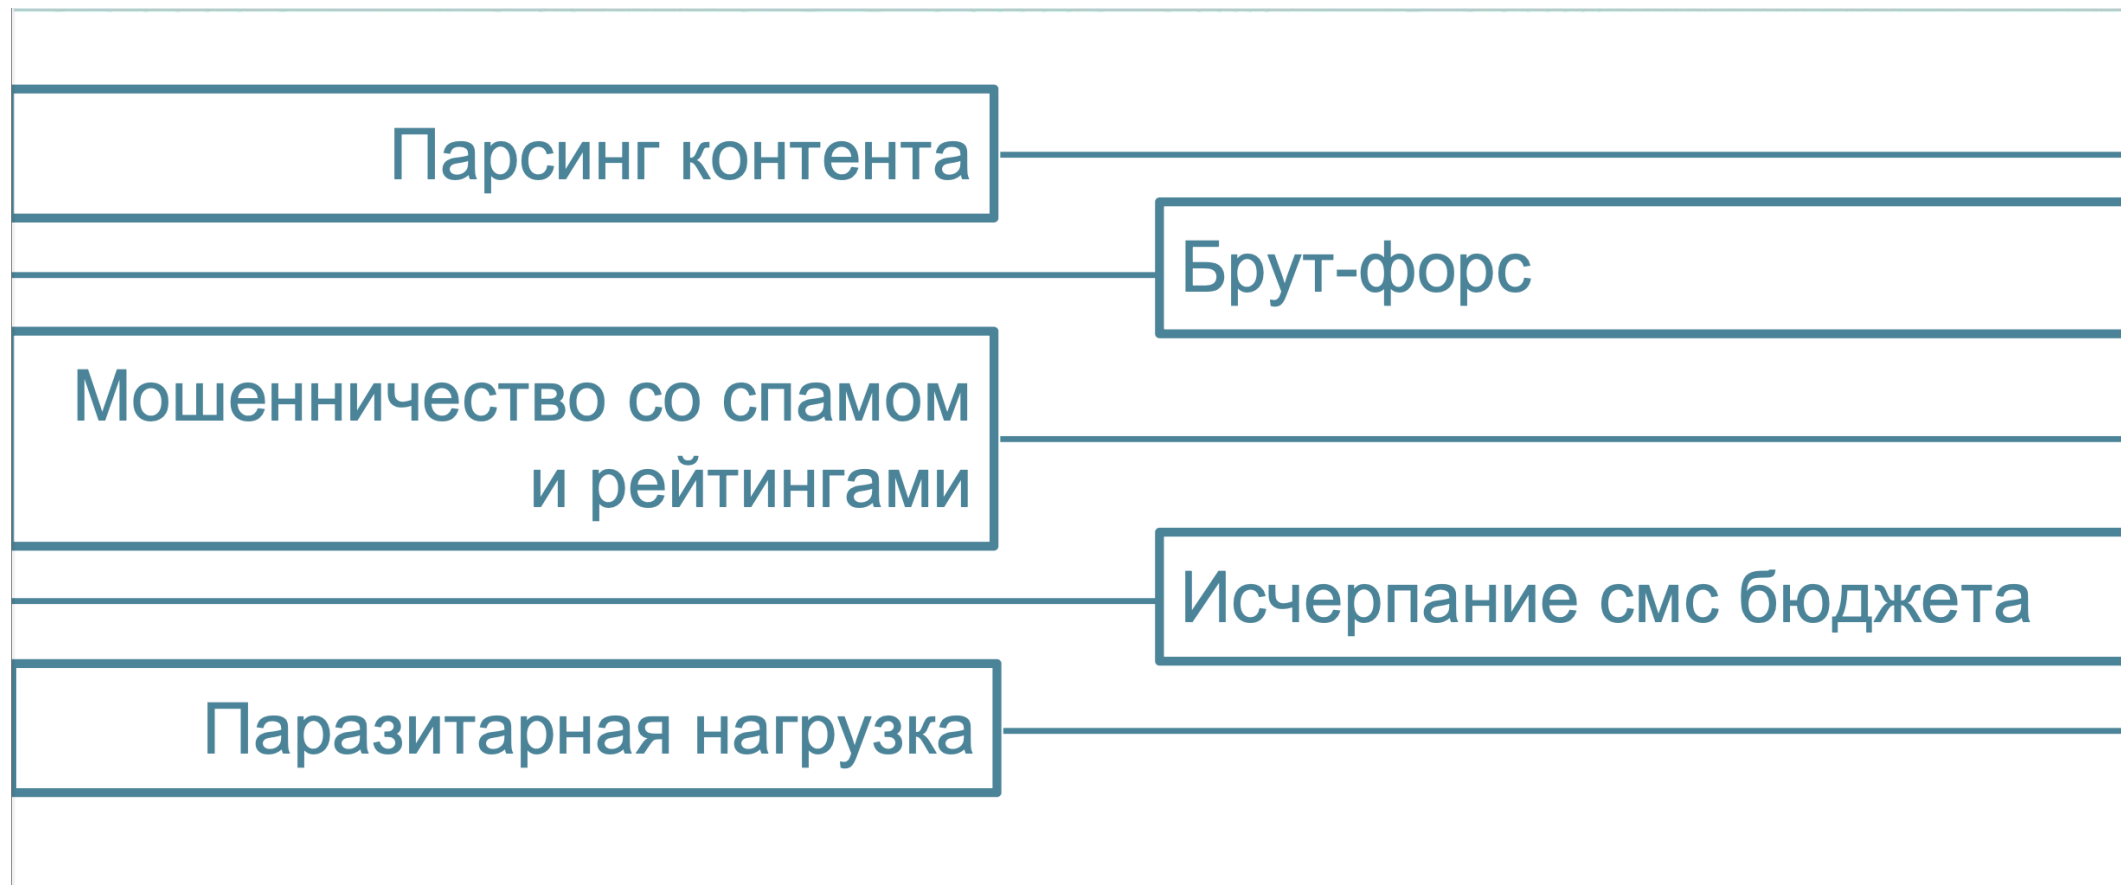 Парсинг контента
Брут-форс
Мошенничество со спамом
и рейтингами
Исчерпание смс бюджета
Паразитарная нагрузка